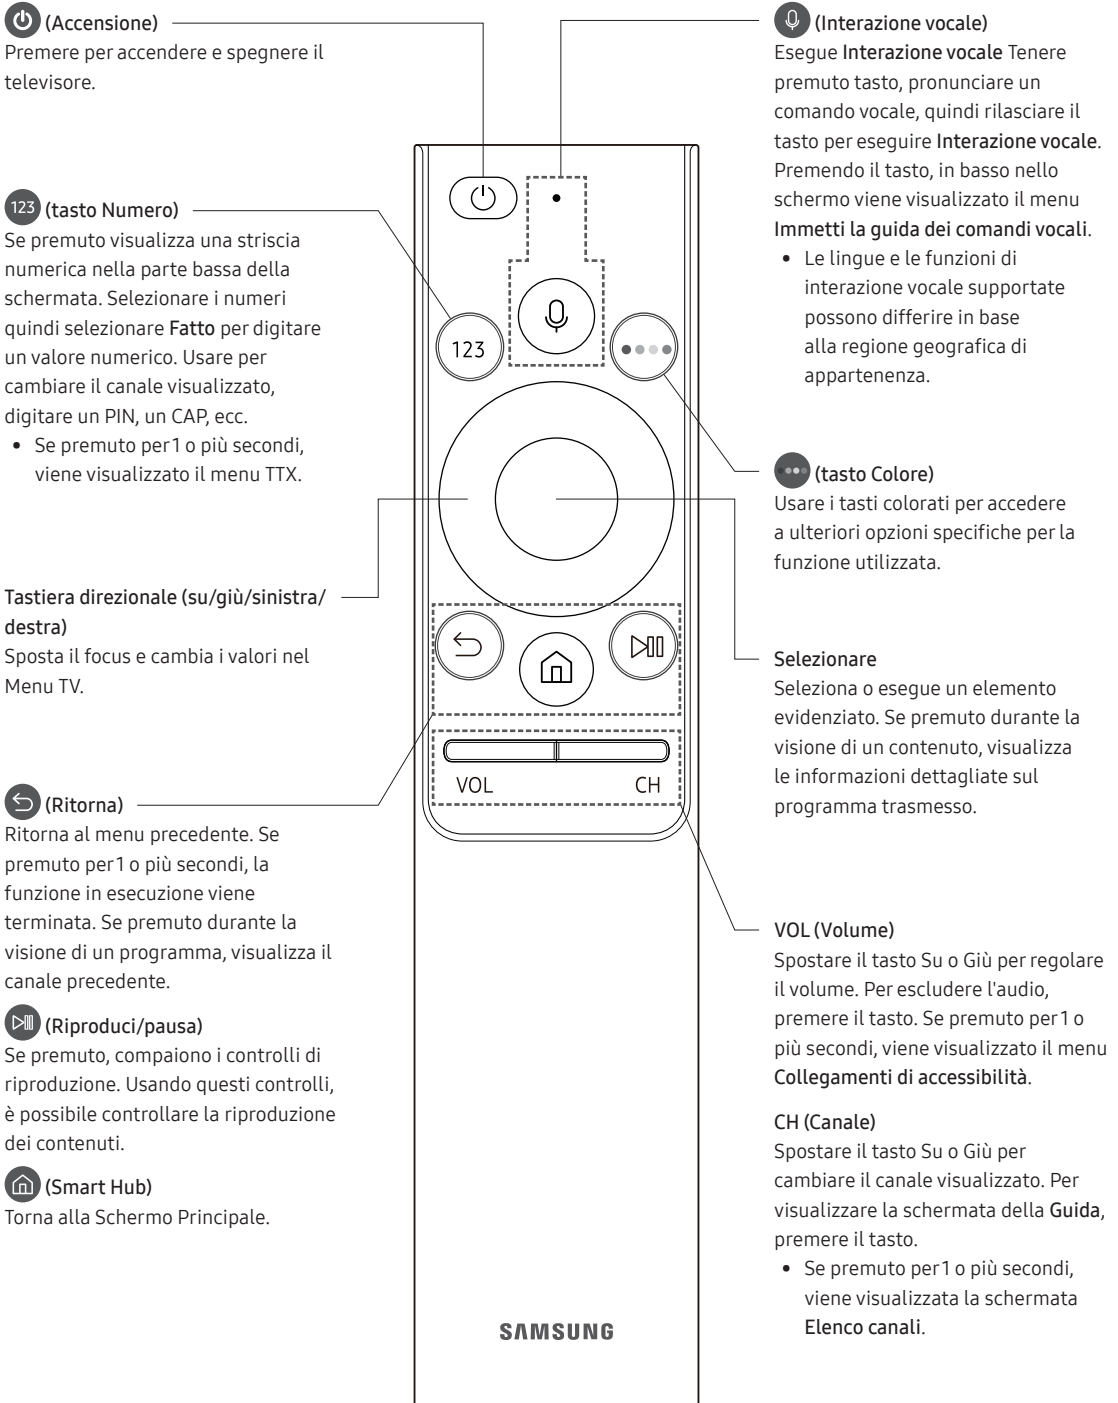 (Accensione)
Premere per accendere e spegnere il
televisore.
123 (tasto Numero)
Se premuto visualizza una striscia
numerica nella parte bassa della
schermata. Selezionare i numeri
quindi selezionare Fatto per digitare
un valore numerico. Usare per
cambiare il canale visualizzato,
digitare un PIN, un CAP, ecc.
• Se premuto per 1 o più secondi,
viene visualizzato il menu TTX.
Tastiera direzionale (su/giù/sinistra/
destra)
Sposta il focus e cambia i valori nel
Menu TV.
(Ritorna)
Ritorna al menu precedente. Se
premuto per 1 o più secondi, la
funzione in esecuzione viene
terminata. Se premuto durante la
visione di un programma, visualizza il
canale precedente.
(Riproduci/pausa)
Se premuto, compaiono i controlli di
riproduzione. Usando questi controlli,
è possibile controllare la riproduzione
dei contenuti.
(Smart Hub)
Torna alla Schermo Principale.
123
VOL
CH
SAMSUNG
(Interazione vocale)
Esegue Interazione vocale Tenere
premuto tasto, pronunciare un
comando vocale, quindi rilasciare il
tasto per eseguire Interazione vocale.
Premendo il tasto, in basso nello
schermo viene visualizzato il menu
Immetti la guida dei comandi vocali.
• Le lingue e le funzioni di
interazione vocale supportate
possono differire in base
alla regione geografica di
appartenenza.
(tasto Colore)
Usare i tasti colorati per accedere
a ulteriori opzioni specifiche per la
funzione utilizzata.
Selezionare
Seleziona o esegue un elemento
evidenziato. Se premuto durante la
visione di un contenuto, visualizza
le informazioni dettagliate sul
programma trasmesso.
VOL (Volume)
Spostare il tasto Su o Giù per regolare
il volume. Per escludere l'audio,
premere il tasto. Se premuto per 1 o
più secondi, viene visualizzato il menu
Collegamenti di accessibilità.
CH (Canale)
Spostare il tasto Su o Giù per
cambiare il canale visualizzato. Per
visualizzare la schermata della Guida,
premere il tasto.
• Se premuto per 1 o più secondi,
viene visualizzata la schermata
Elenco canali.